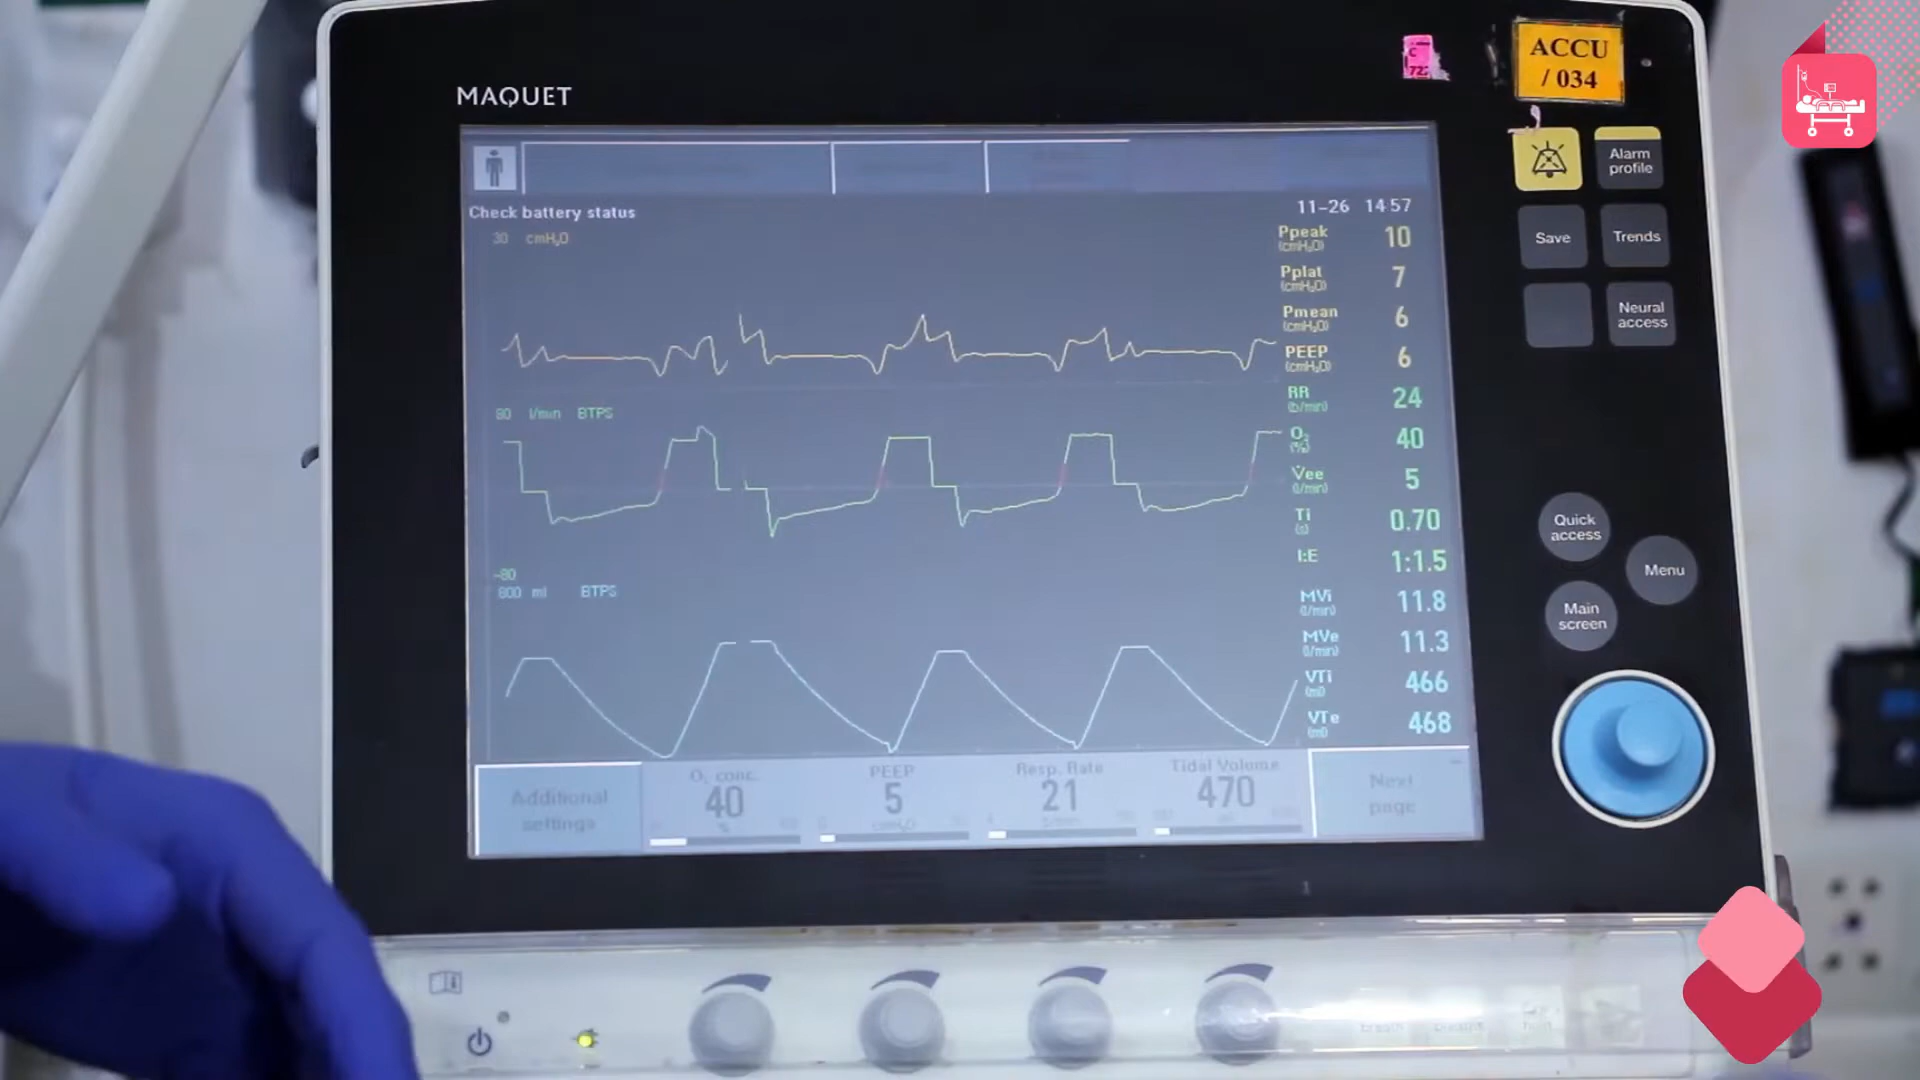 MAQUET
C
72
ACCU
/ 034
Alarm
profile
Save
Trends
Neural
access
Quick
access
Menu
Main
screen
Check battery status
11-26 14:57
30 cmH₂O
Ppeak
(cmH₂O)
10
Pplat
(cmH₂O)
7
Pmean
(cmH₂O)
6
PEEP
(cmH₂O)
6
80 l/min BTPS
RR
(b/min)
24
O₂
(%)
40
V̇ee
(l/min)
5
Ti
(s)
0.70
-80
I:E
1:1.5
800 ml BTPS
MVi
(l/min)
11.8
MVe
(l/min)
11.3
VTi
(ml)
466
VTe
(ml)
468
Additional
settings
O₂ conc.
40
%
PEEP
5
cmH₂O
Resp. Rate
21
Tidal Volume
470
Next
page